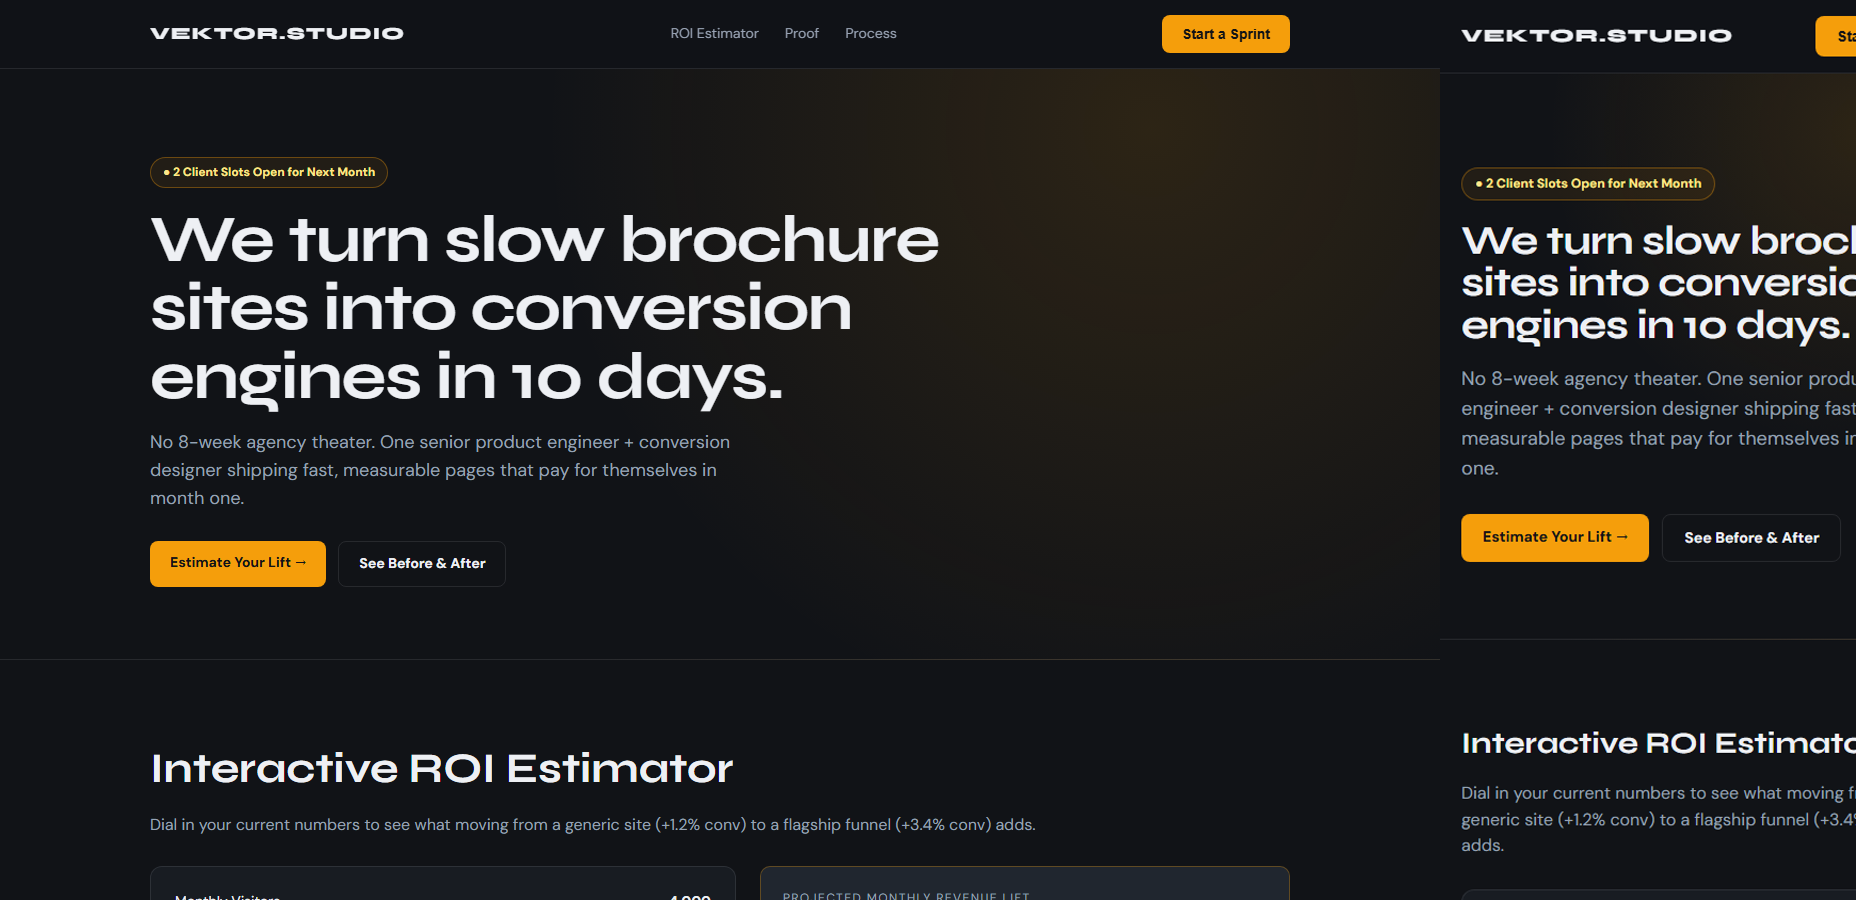 VEKTOR.STUDIO
ROI Estimator
Proof
Process
Start a Sprint
● 2 Client Slots Open for Next Month
We turn slow brochure
sites into conversion
engines in 10 days.
No 8-week agency theater. One senior product engineer + conversion
designer shipping fast, measurable pages that pay for themselves in
month one.
Estimate Your Lift →
See Before & After
Interactive ROI Estimator
Dial in your current numbers to see what moving from a generic site (+1.2% conv) to a flagship funnel (+3.4% conv) adds.
Monthly Visitors
4,000
PROJECTED MONTHLY REVENUE LIFT
VEKTOR.STUDIO
● 2 Client Slots Open for Next Month
We turn slow
sites into
engines in 10 days.
No 8-week agency theater. One senior
engineer + conversion designer shipping fast
measurable pages that pay for themselves
one.
Estimate Your Lift →
See Before & After
Interactive ROI
Dial in your current numbers to see what moving
generic site (+1.2% conv) to a flagship funnel
adds.